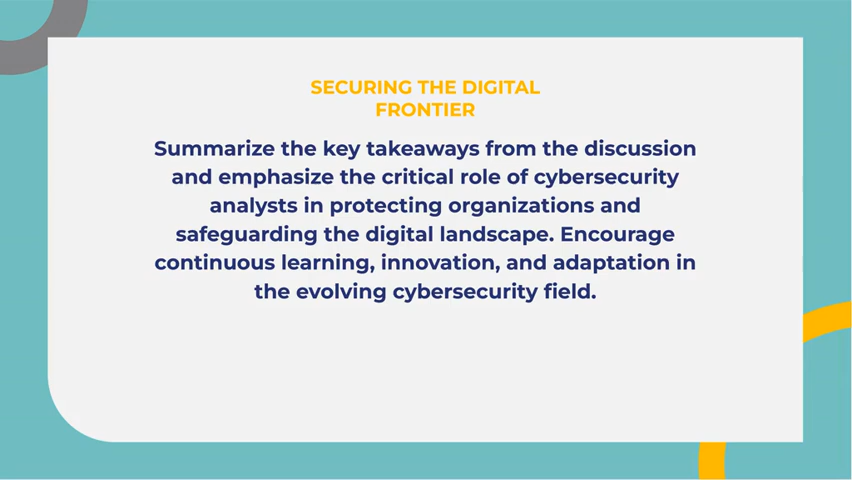 SECURING THE DIGITAL
FRONTIER
Summarize the key takeaways from the discussion
and emphasize the critical role of cybersecurity
analysts in protecting organizations and
safeguarding the digital landscape. Encourage
continuous learning, innovation, and adaptation in
the evolving cybersecurity field.